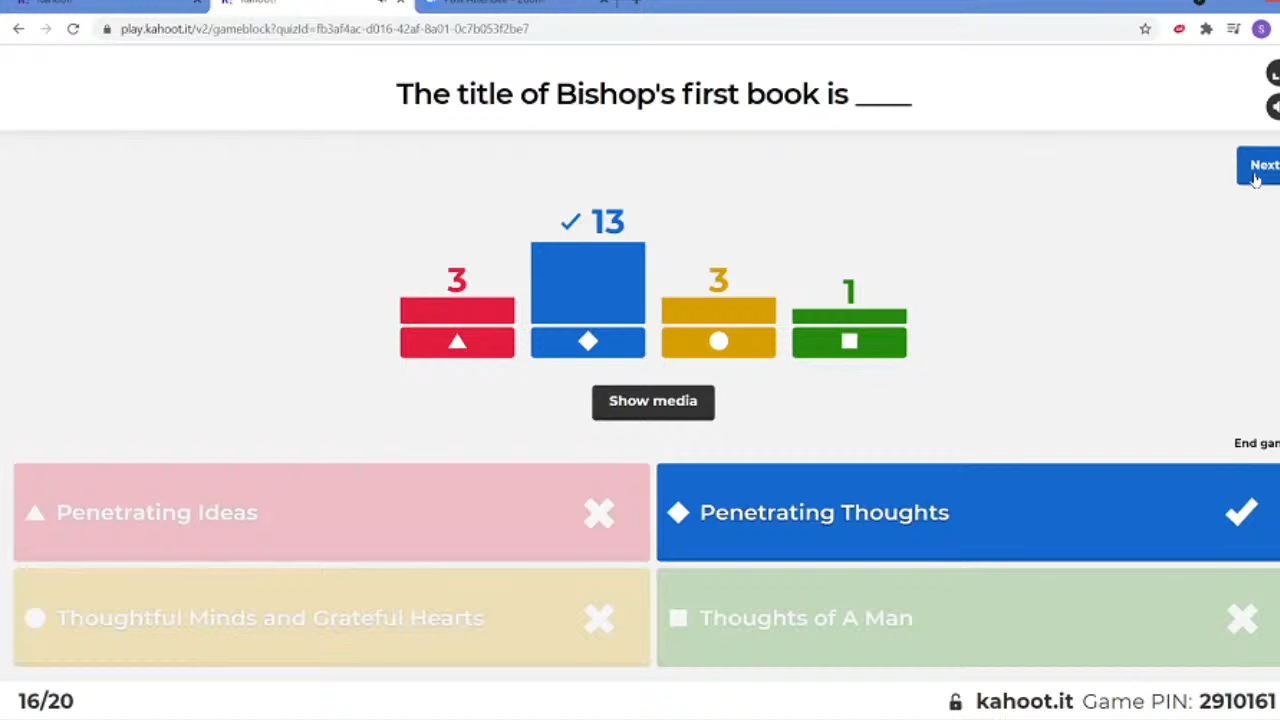 play.kahoot.it/v2/gameblock?quizId=fb3af4ac-d016-42af-8a01-0c7b053f2be7
S
The title of Bishop's first book is ____
Next
13
3
3
1
Show media
End gam
Penetrating Ideas
Penetrating Thoughts
Thoughtful Minds and Grateful Hearts
Thoughts of A Man
16/20
kahoot.it Game PIN: 2910161